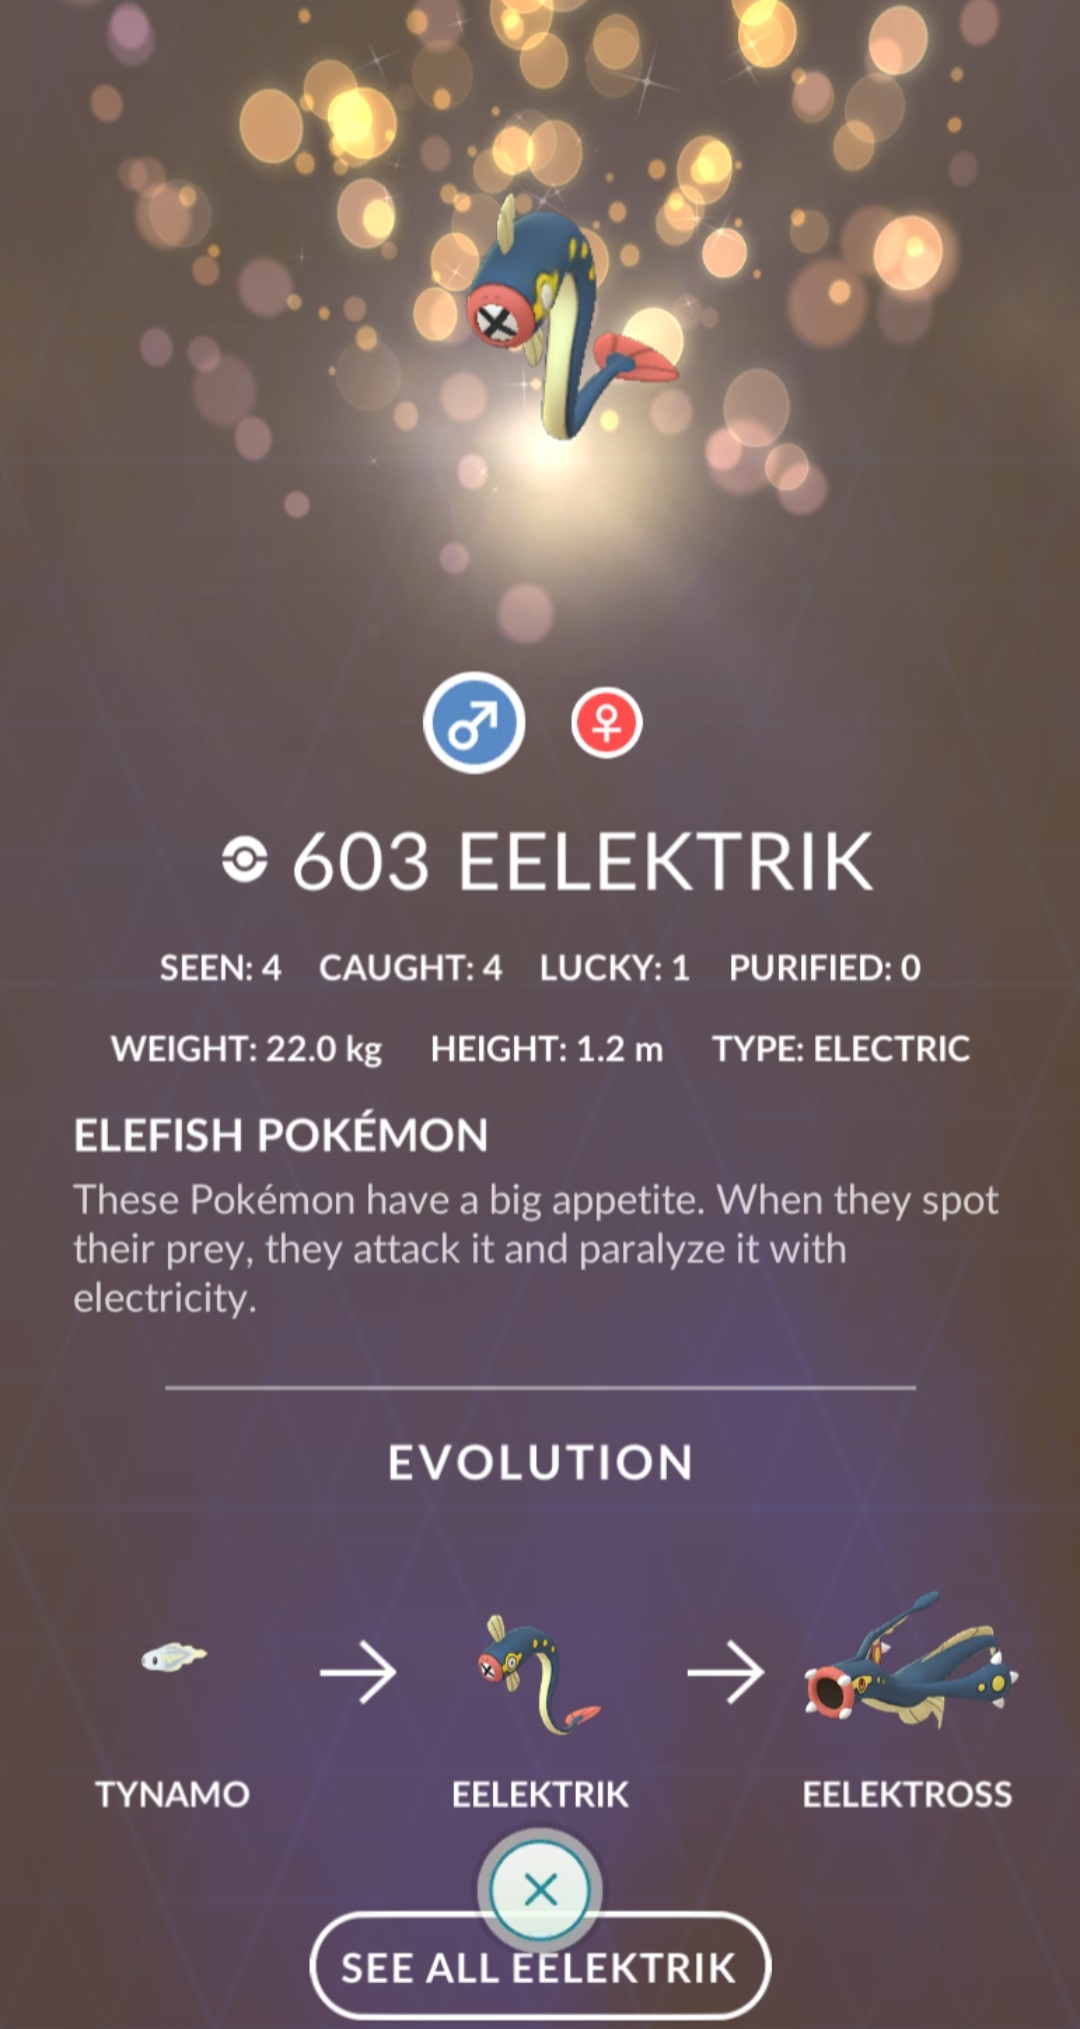 603 EELEKTRIK
SEEN: 4 CAUGHT: 4 LUCKY: 1 PURIFIED: 0
WEIGHT: 22.0 kg HEIGHT: 1.2 m TYPE: ELECTRIC
ELEFISH POKÉMON
These Pokémon have a big appetite. When they spot
their prey, they attack it and paralyze it with
electricity.
EVOLUTION
TYNAMO EELEKTRIK EELEKTROSS
SEE ALL EELEKTRIK